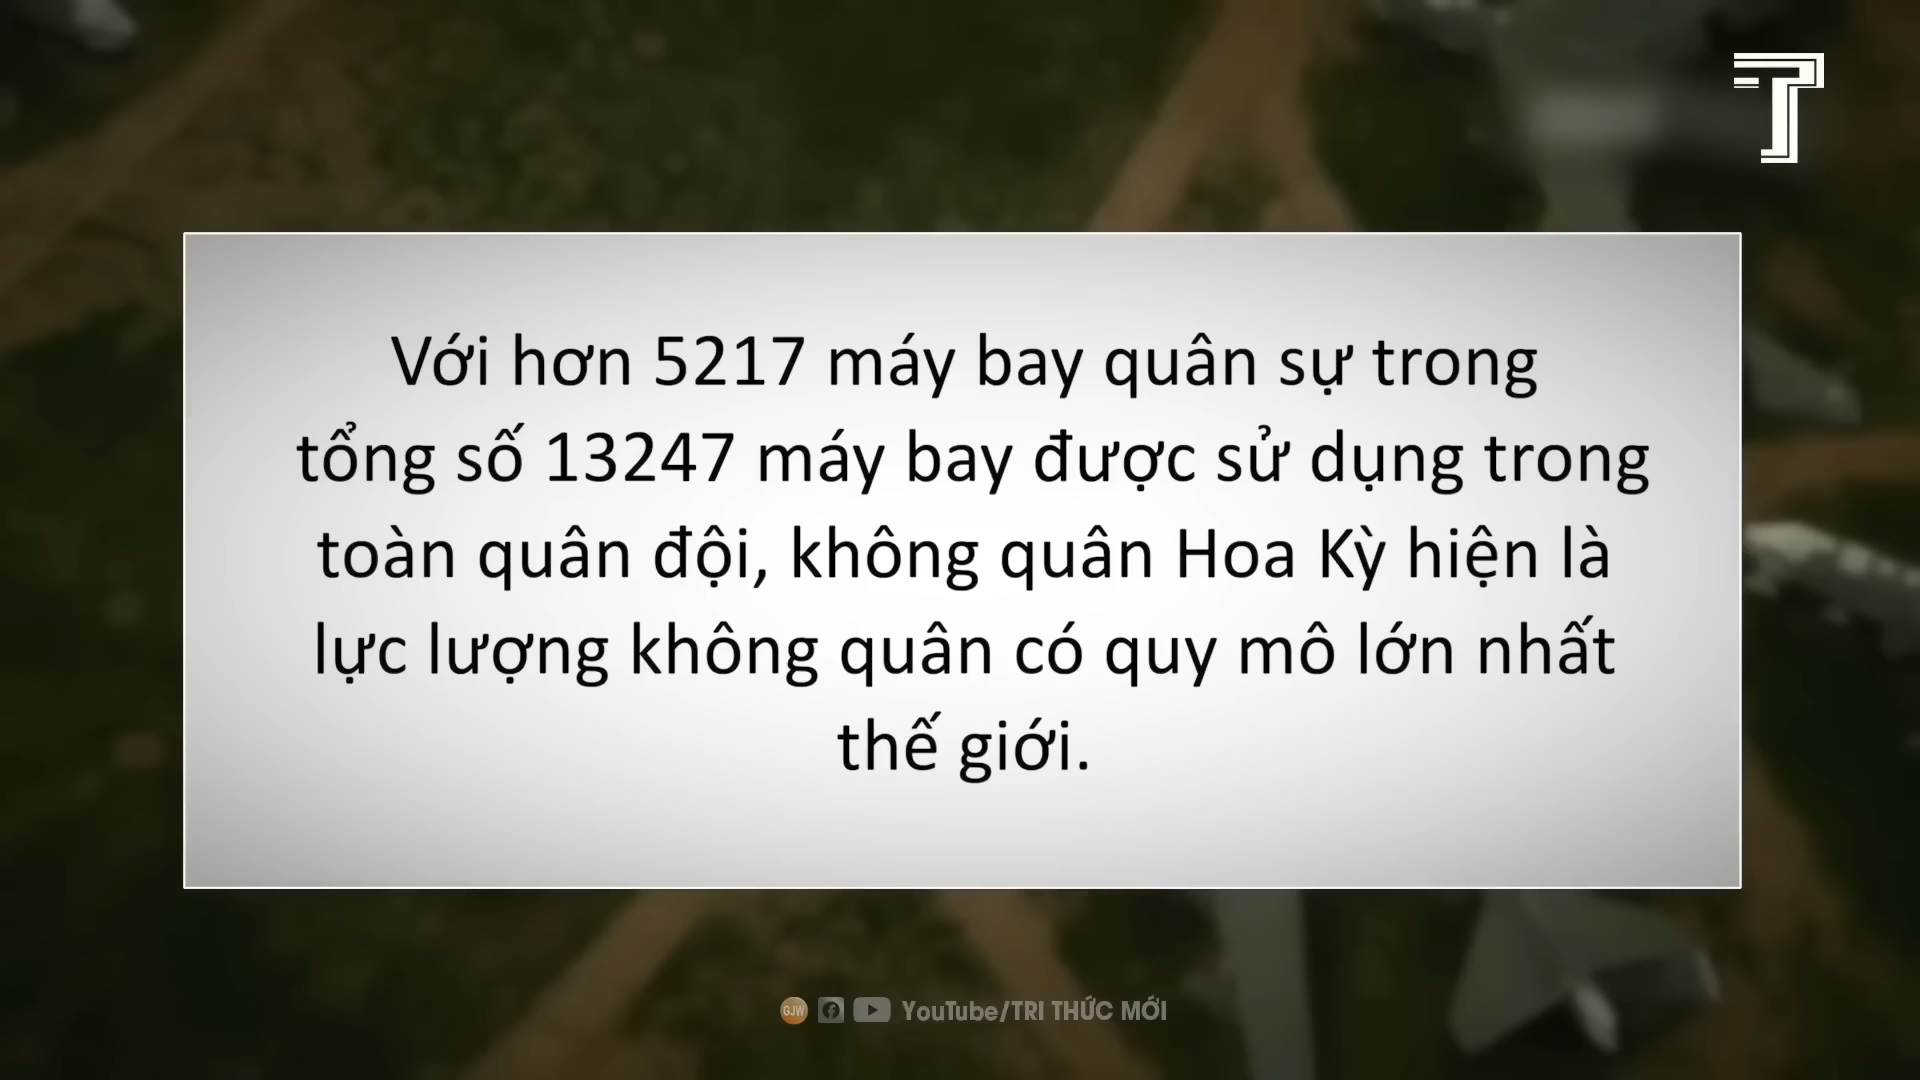 Với hơn 5217 máy bay quân sự trong
tổng số 13247 máy bay được sử dụng trong
toàn quân đội, không quân Hoa Kỳ hiện là
lực lượng không quân có quy mô lớn nhất
thế giới.
GJW YouTube/TRI THỨC MỚI